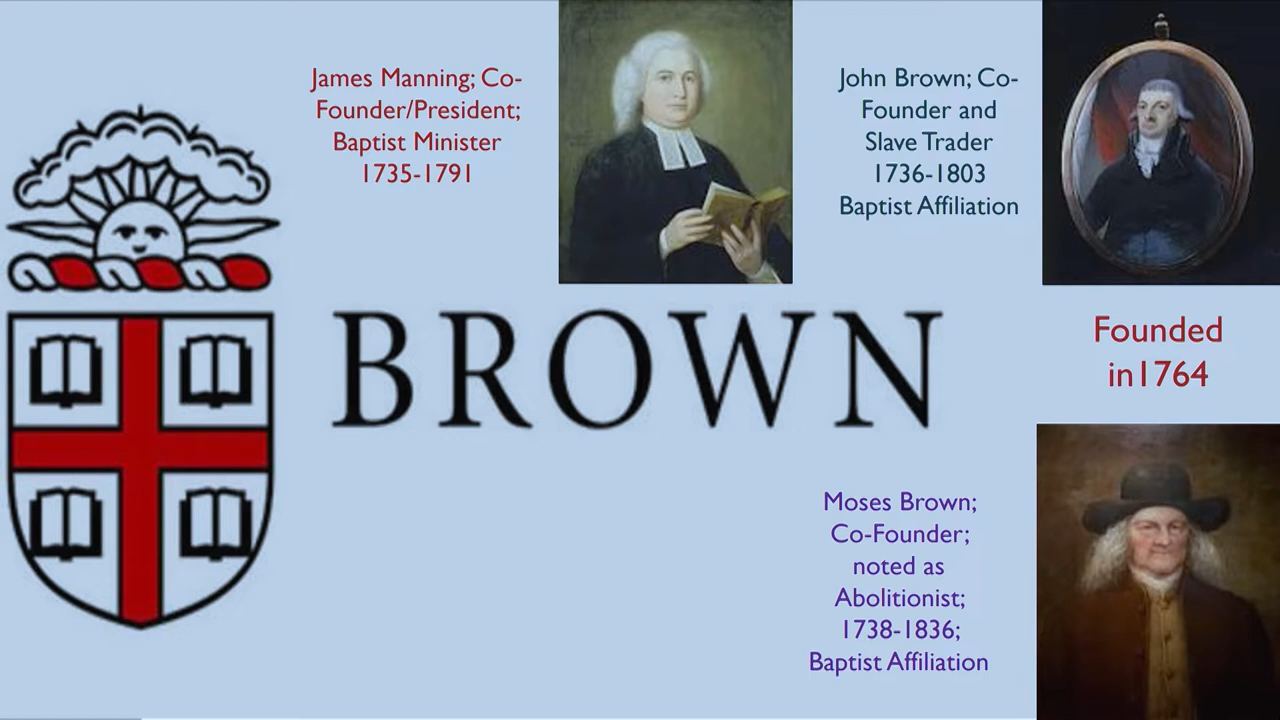 James Manning; Co-
Founder/President;
Baptist Minister
1735-1791
John Brown; Co-
Founder and
Slave Trader
1736-1803
Baptist Affiliation
BROWN
Founded
in1764
Moses Brown;
Co-Founder;
noted as
Abolitionist;
1738-1836;
Baptist Affiliation